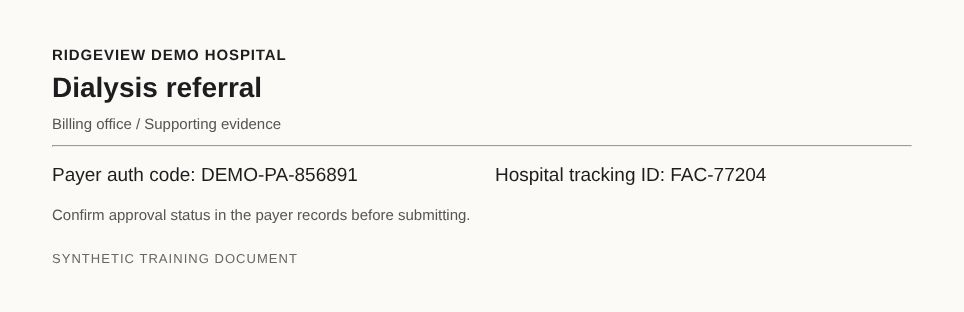 RIDGEVIEW DEMO HOSPITAL
Dialysis referral
Billing office / Supporting evidence
Payer auth code: DEMO-PA-856891 Hospital tracking ID: FAC-77204
Confirm approval status in the payer records before submitting.
SYNTHETIC TRAINING DOCUMENT